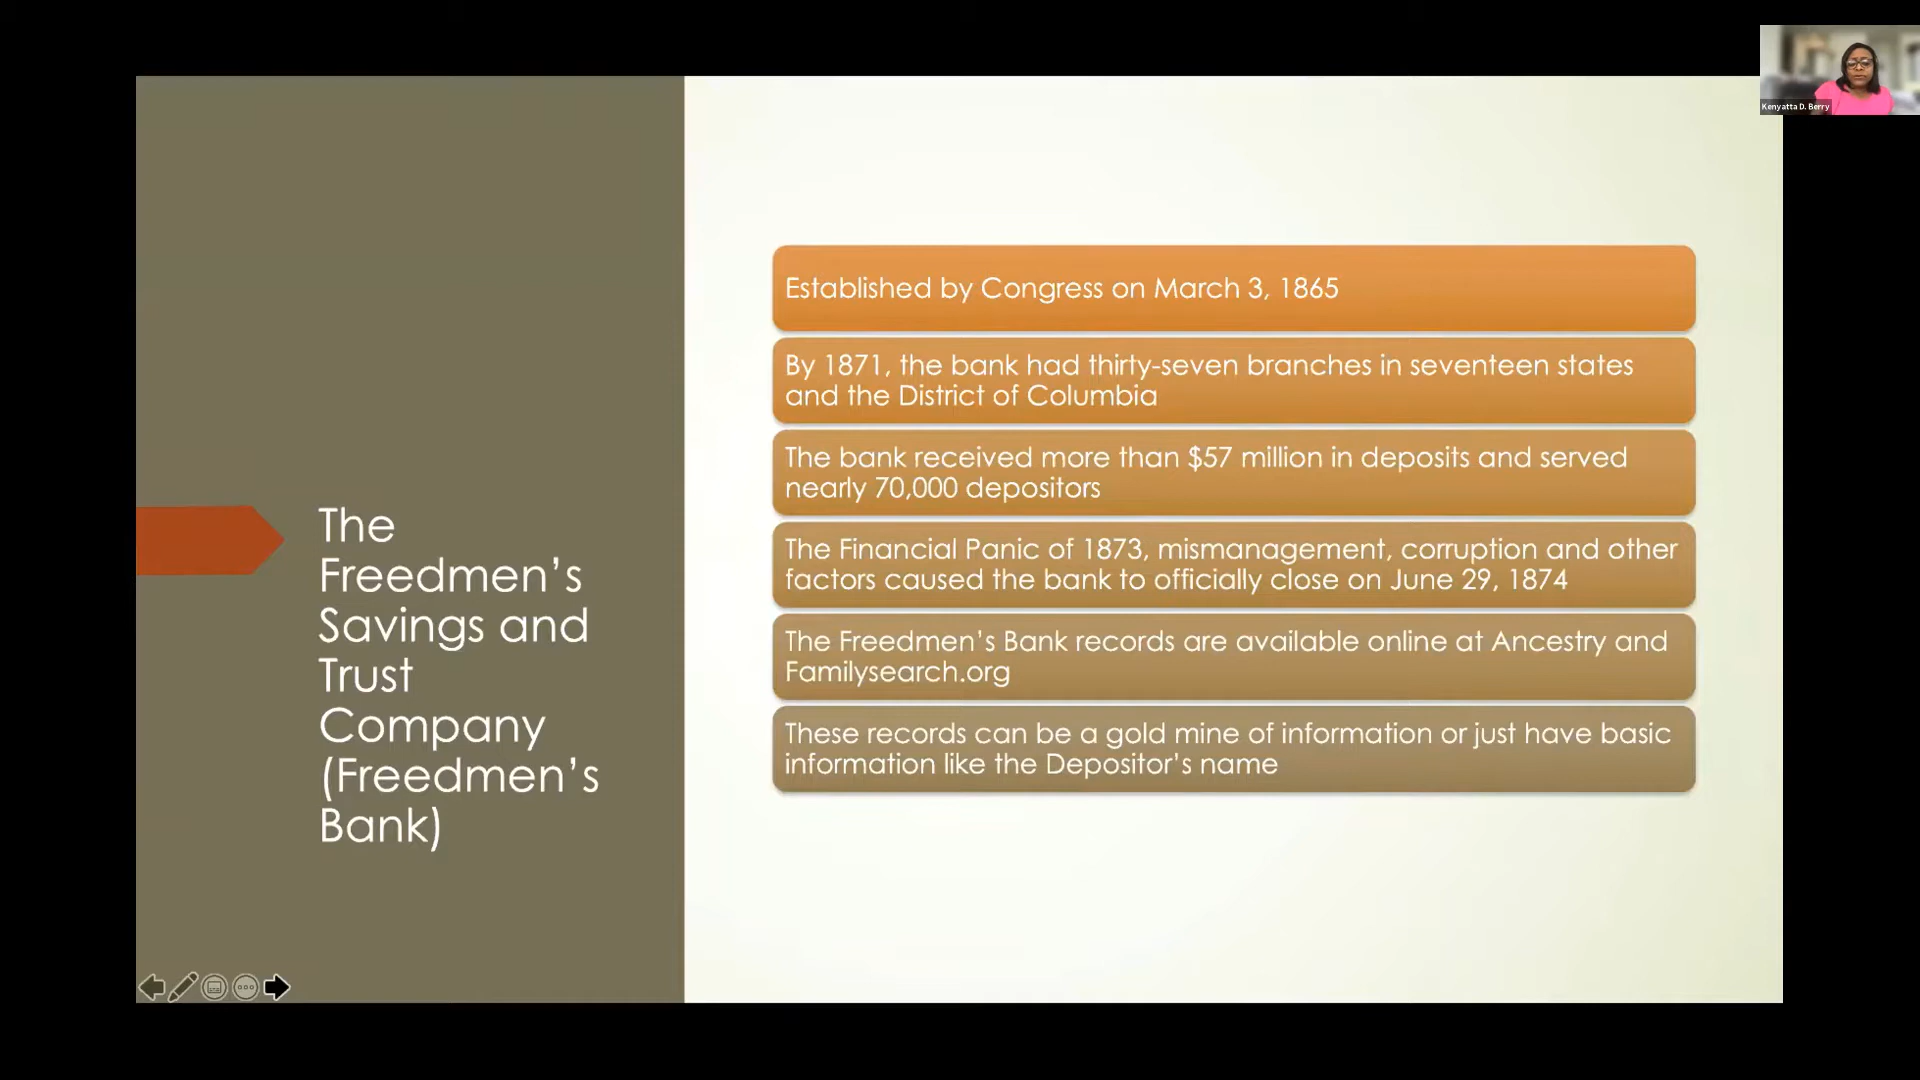 Kenyatta D. Berry
The
Freedmen’s
Savings and
Trust
Company
(Freedmen’s
Bank)
Established by Congress on March 3, 1865
By 1871, the bank had thirty-seven branches in seventeen states
and the District of Columbia
The bank received more than $57 million in deposits and served
nearly 70,000 depositors
The Financial Panic of 1873, mismanagement, corruption and other
factors caused the bank to officially close on June 29, 1874
The Freedmen’s Bank records are available online at Ancestry and
Familysearch.org
These records can be a gold mine of information or just have basic
information like the Depositor’s name